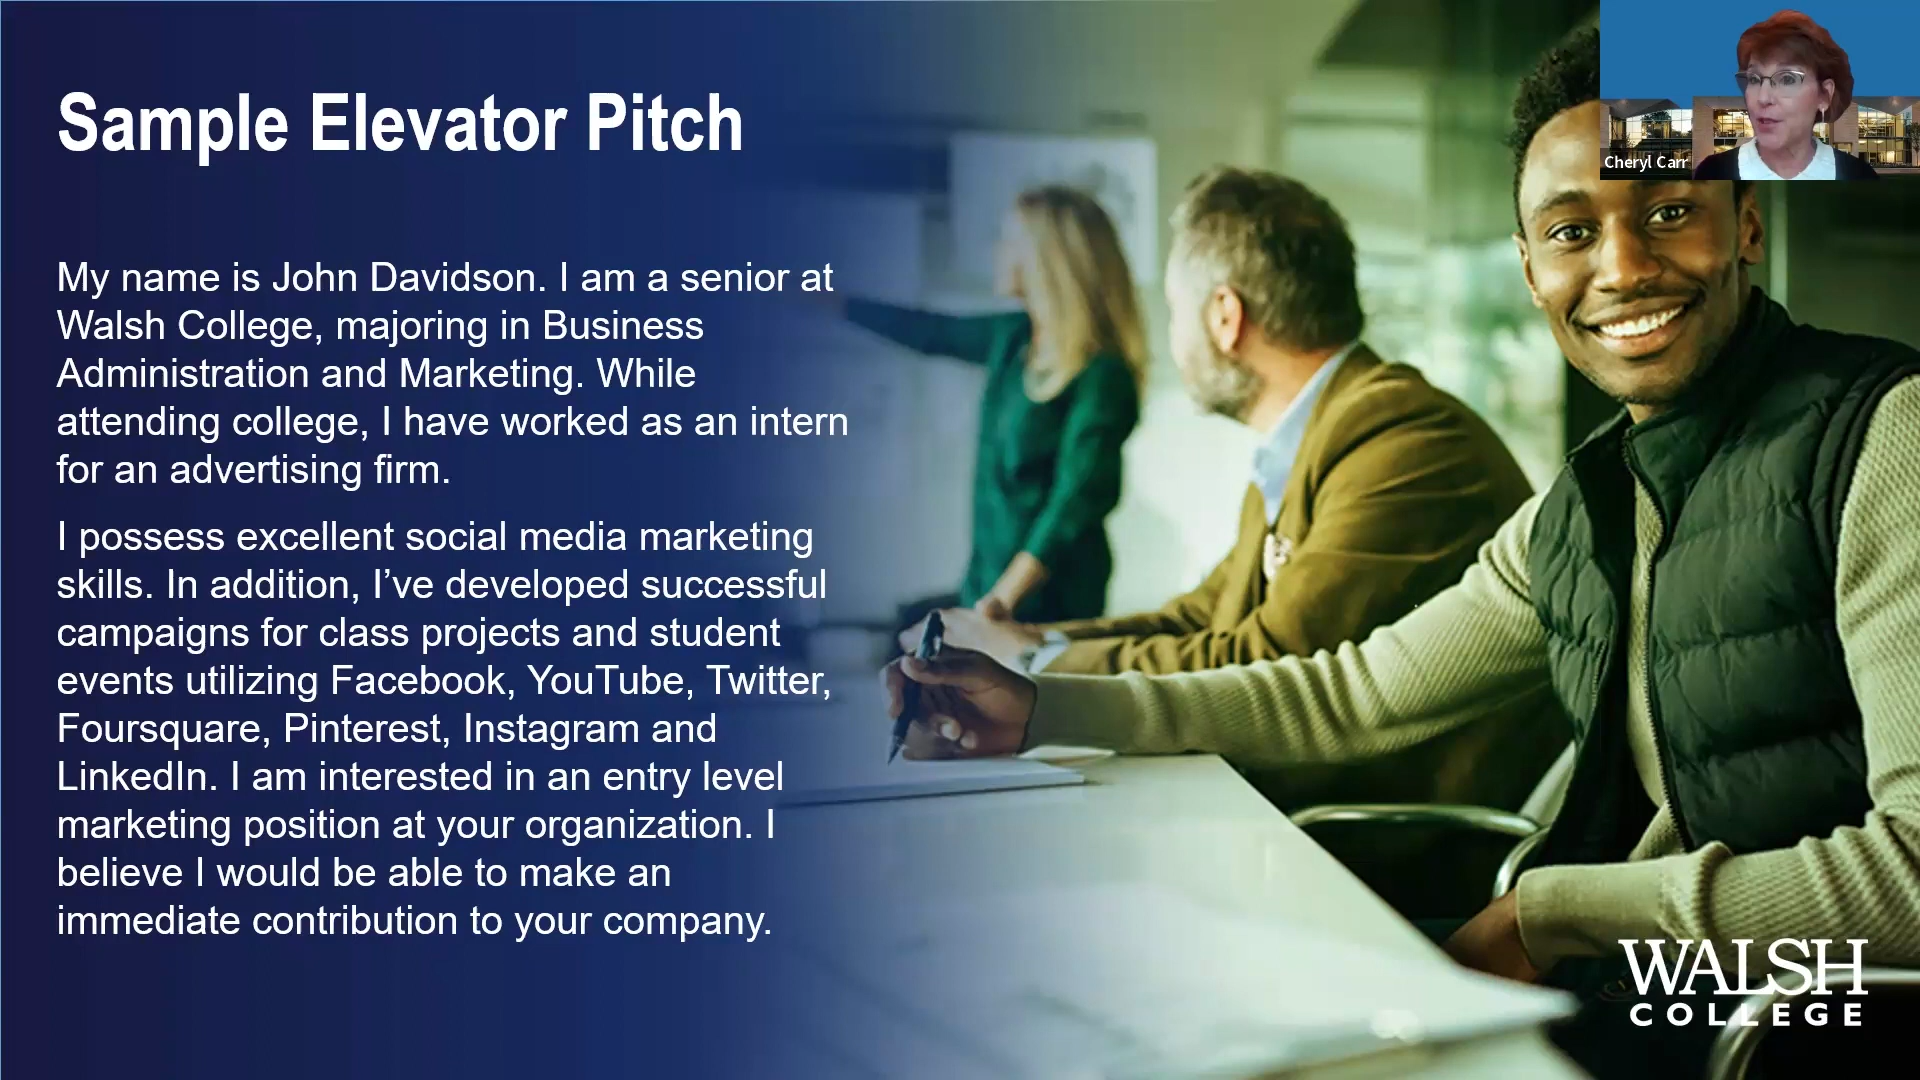 Sample Elevator Pitch
Cheryl Carr
My name is John Davidson. I am a senior at
Walsh College, majoring in Business
Administration and Marketing. While
attending college, I have worked as an intern
for an advertising firm.
I possess excellent social media marketing
skills. In addition, I’ve developed successful
campaigns for class projects and student
events utilizing Facebook, YouTube, Twitter,
Foursquare, Pinterest, Instagram and
LinkedIn. I am interested in an entry level
marketing position at your organization. I
believe I would be able to make an
immediate contribution to your company.
WALSH
COLLEGE